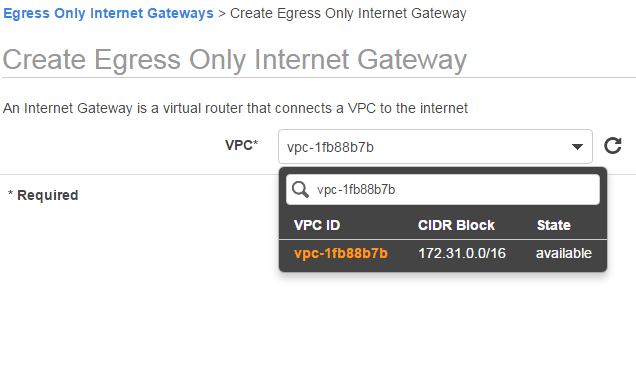 Egress Only Internet Gateways > Create Egress Only Internet Gateway
Create Egress Only Internet Gateway
An Internet Gateway is a virtual router that connects a VPC to the internet
VPC* vpc-1fb88b7b
* Required
vpc-1fb88b7b
VPC ID CIDR Block State
vpc-1fb88b7b 172.31.0.0/16 available